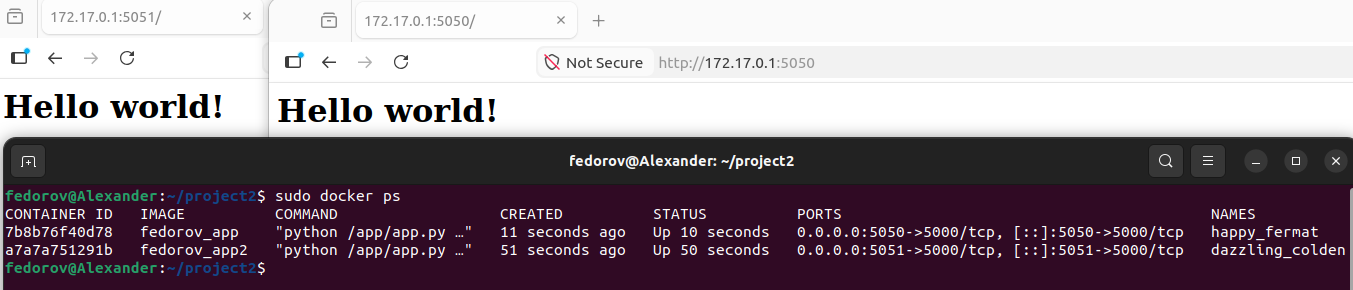 172.17.0.1:5051/
172.17.0.1:5050/
Not Secure http://172.17.0.1:5050
Hello world!
Hello world!
fedorov@Alexander: ~/project2
fedorov@Alexander:~/project2$ sudo docker ps
CONTAINER ID IMAGE COMMAND CREATED STATUS PORTS NAMES
7b8b76f40d78 fedorov_app "python /app/app.py …" 11 seconds ago Up 10 seconds 0.0.0.0:5050->5000/tcp, [::]:5050->5000/tcp happy_fermat
a7a7a751291b fedorov_app2 "python /app/app.py …" 51 seconds ago Up 50 seconds 0.0.0.0:5051->5000/tcp, [::]:5051->5000/tcp dazzling_colden
fedorov@Alexander:~/project2$